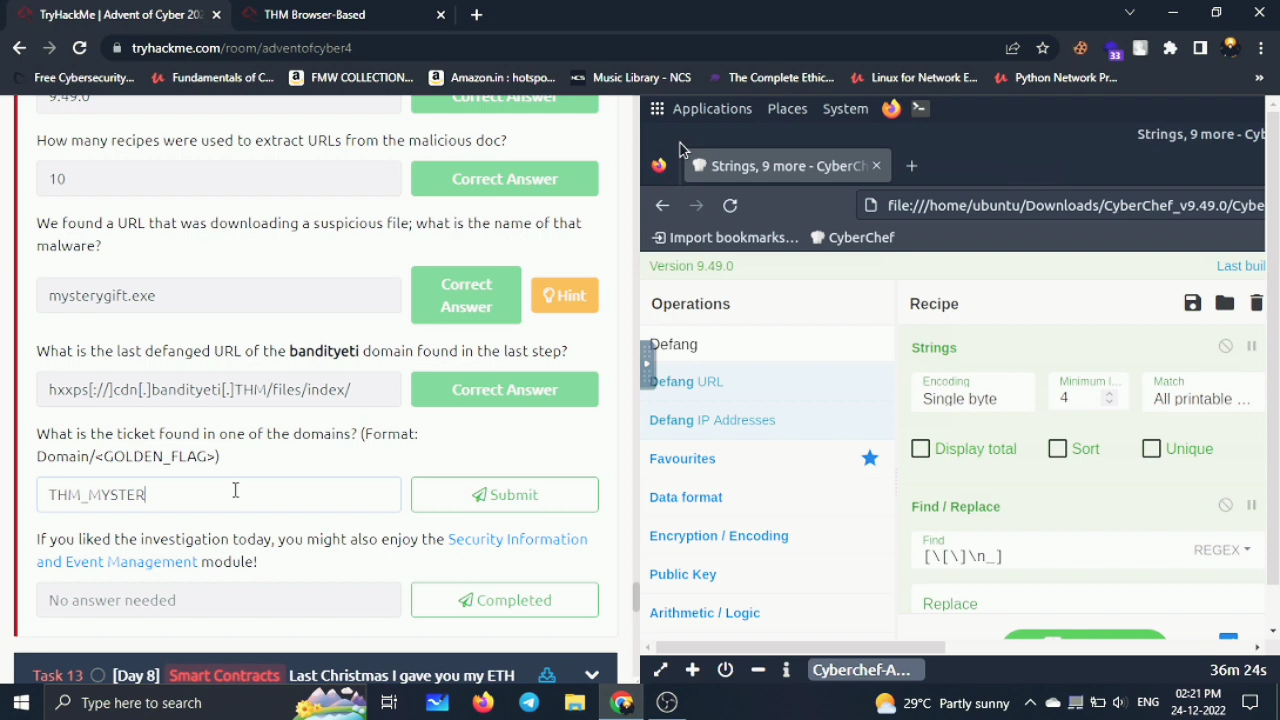 TryHackMe | Advent of Cyber 202
THM Browser-Based
tryhackme.com/room/adventofcyber4
33
Free Cybersecurity...
Fundamentals of C...
FMW COLLECTION...
Amazon.in : hotspo...
NCS
Music Library - NCS
The Complete Ethic...
Linux for Network E...
Python Network Pr...
»
9.49.0
Correct Answer
How many recipes were used to extract URLs from the malicious doc?
10
Correct Answer
We found a URL that was downloading a suspicious file; what is the name of that
malware?
mysterygift.exe
Correct
Answer
Hint
What is the last defanged URL of the bandityeti domain found in the last step?
hxxps[://]cdn[.]bandityeti[.]THM/files/index/
Correct Answer
What is the ticket found in one of the domains? (Format:
Domain/<GOLDEN_FLAG>)
THM_MYSTER
Submit
If you liked the investigation today, you might also enjoy the Security Information
and Event Management module!
No answer needed
Completed
Task 13
[Day 8] Smart Contracts Last Christmas I gave you my ETH
Applications
Places
System
Strings, 9 more - Cyb
Strings, 9 more - CyberCh
file:///home/ubuntu/Downloads/CyberChef_v9.49.0/Cybe
Import bookmarks...
CyberChef
Version 9.49.0
Last buil
Operations
Recipe
Defang
Defang URL
Defang IP Addresses
Favourites
Data format
Encryption / Encoding
Public Key
Arithmetic / Logic
Strings
Encoding
Single byte
Minimum l...
4
Match
All printable ...
Display total
Sort
Unique
Find / Replace
Find
[\[\]\n_]
REGEX
Replace
Cyberchef-A...
36m 24s
Type here to search
29°C Partly sunny
ENG
02:21 PM
24-12-2022